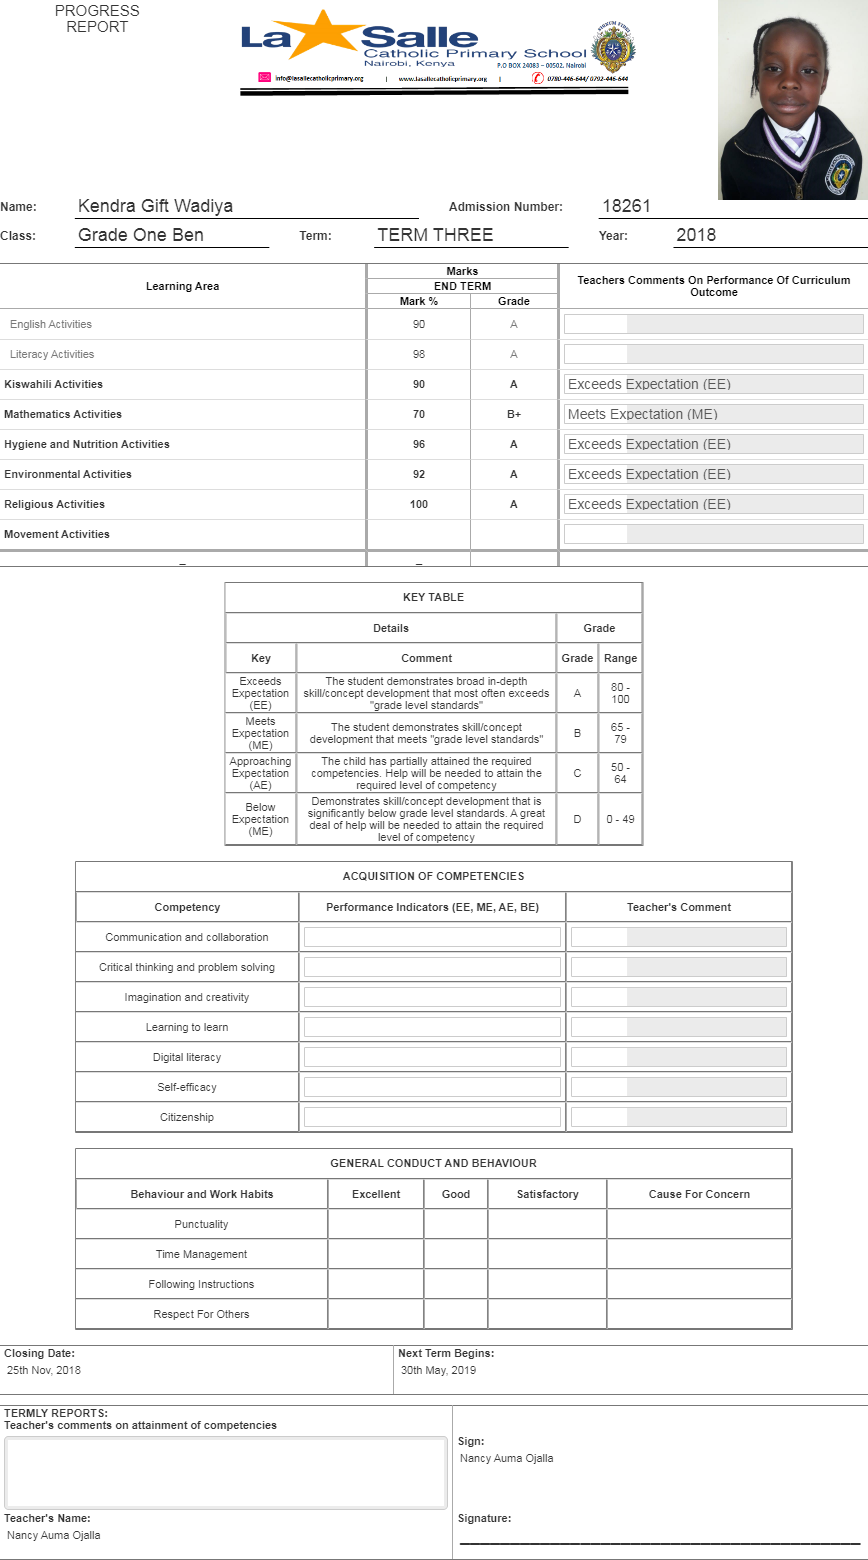 PROGRESS
REPORT
La Salle
Catholic Primary School
Nairobi, Kenya
P.O BOX 24083 – 00502, Nairobi
info@lasallecatholicprimary.org | www.lasallecatholicprimary.org | 0780-446-644/ 0792-446-644
Name: Kendra Gift Wadiya Admission Number: 18261
Class: Grade One Ben Term: TERM THREE Year: 2018
Learning Area Marks Teachers Comments On Performance Of Curriculum Outcome
END TERM
Mark % Grade
English Activities 90 A
Literacy Activities 98 A
Kiswahili Activities 90 A Exceeds Expectation (EE)
Mathematics Activities 70 B+ Meets Expectation (ME)
Hygiene and Nutrition Activities 96 A Exceeds Expectation (EE)
Environmental Activities 92 A Exceeds Expectation (EE)
Religious Activities 100 A Exceeds Expectation (EE)
Movement Activities
_ _
KEY TABLE
Details Grade
Key Comment Grade Range
Exceeds Expectation (EE) The student demonstrates broad in-depth skill/concept development that most often exceeds "grade level standards" A 80 - 100
Meets Expectation (ME) The student demonstrates skill/concept development that meets "grade level standards" B 65 - 79
Approaching Expectation (AE) The child has partially attained the required competencies. Help will be needed to attain the required level of competency C 50 - 64
Below Expectation (ME) Demonstrates skill/concept development that is significantly below grade level standards. A great deal of help will be needed to attain the required level of competency D 0 - 49
ACQUISITION OF COMPETENCIES
Competency Performance Indicators (EE, ME, AE, BE) Teacher's Comment
Communication and collaboration
Critical thinking and problem solving
Imagination and creativity
Learning to learn
Digital literacy
Self-efficacy
Citizenship
GENERAL CONDUCT AND BEHAVIOUR
Behaviour and Work Habits Excellent Good Satisfactory Cause For Concern
Punctuality
Time Management
Following Instructions
Respect For Others
Closing Date: Next Term Begins:
25th Nov, 2018 30th May, 2019
TERMLY REPORTS:
Teacher's comments on attainment of competencies
Sign:
Nancy Auma Ojalla
Teacher's Name: Signature:
Nancy Auma Ojalla